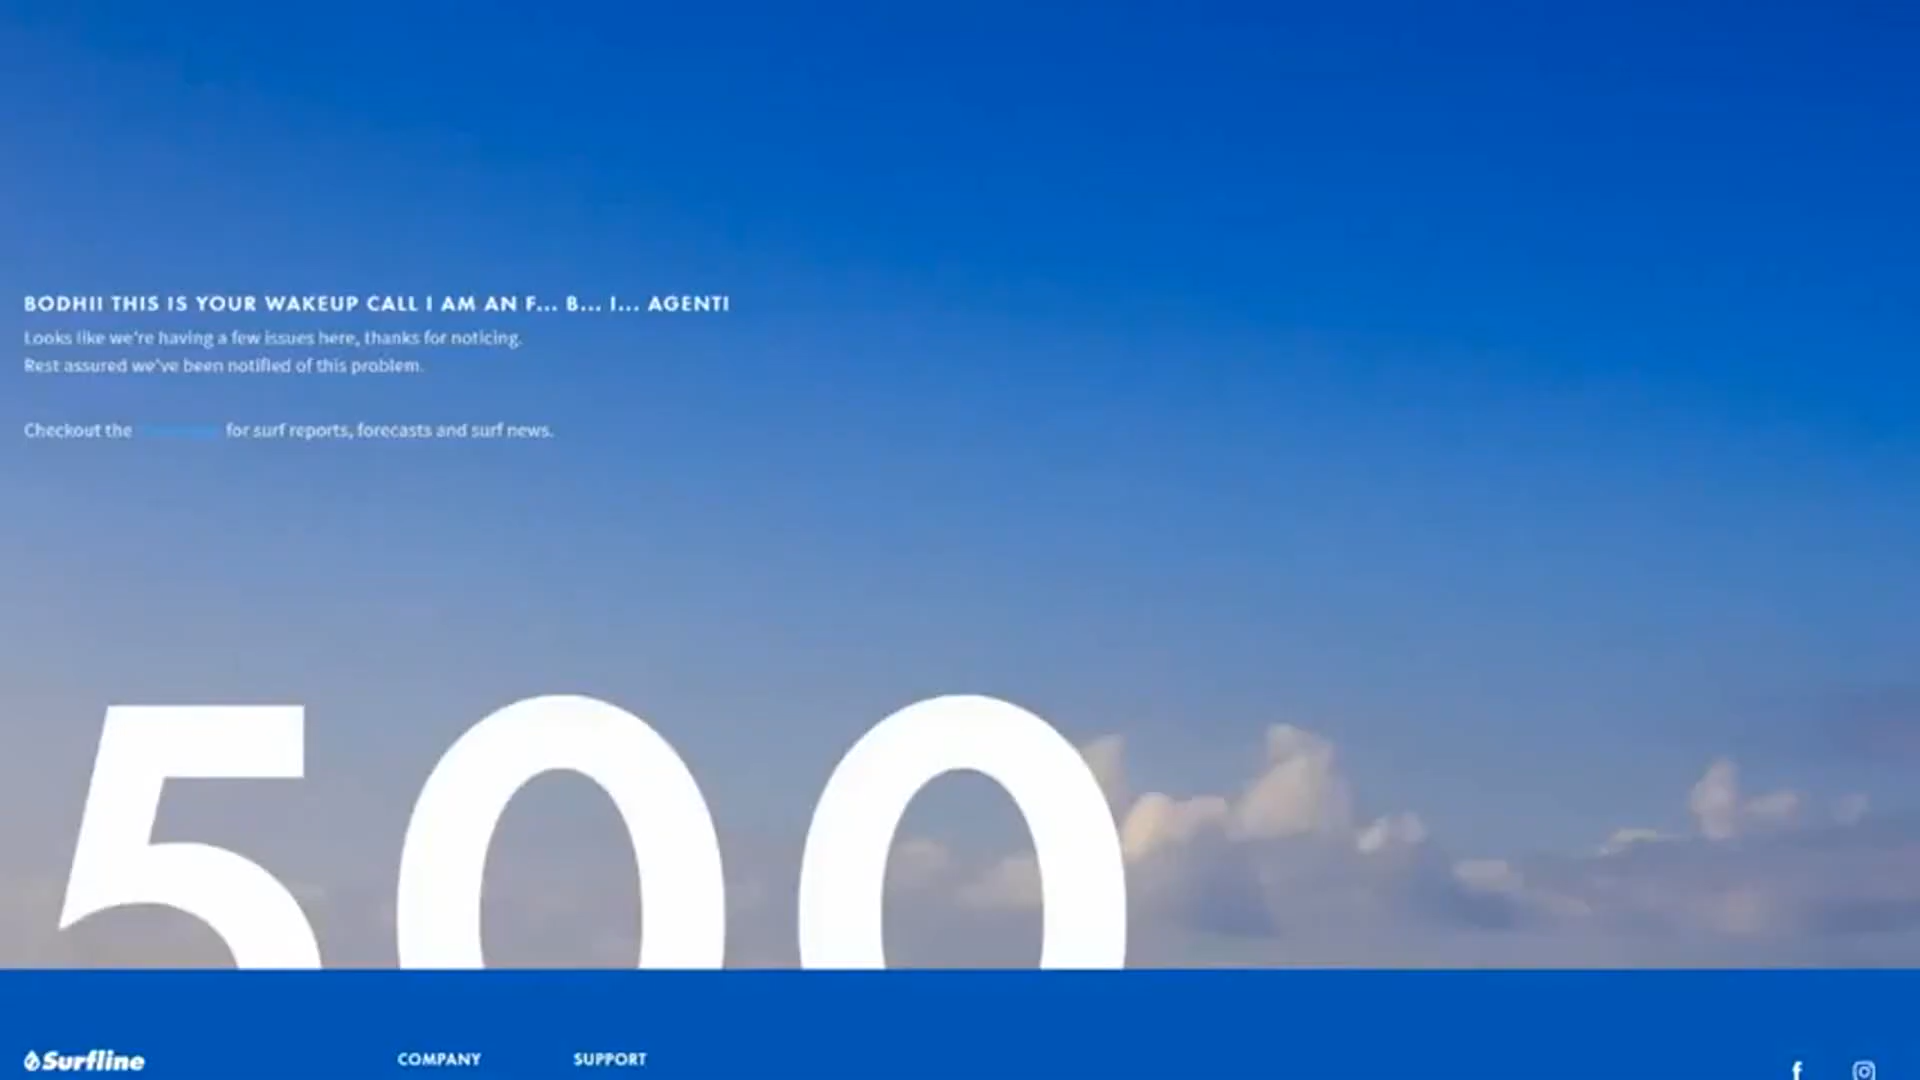 BODHI! THIS IS YOUR WAKEUP CALL I AM AN F... B... I... AGENT!
Looks like we're having a few issues here, thanks for noticing.
Rest assured we've been notified of this problem.
Checkout the for surf reports, forecasts and surf news.
500
Surfline
COMPANY
SUPPORT
f